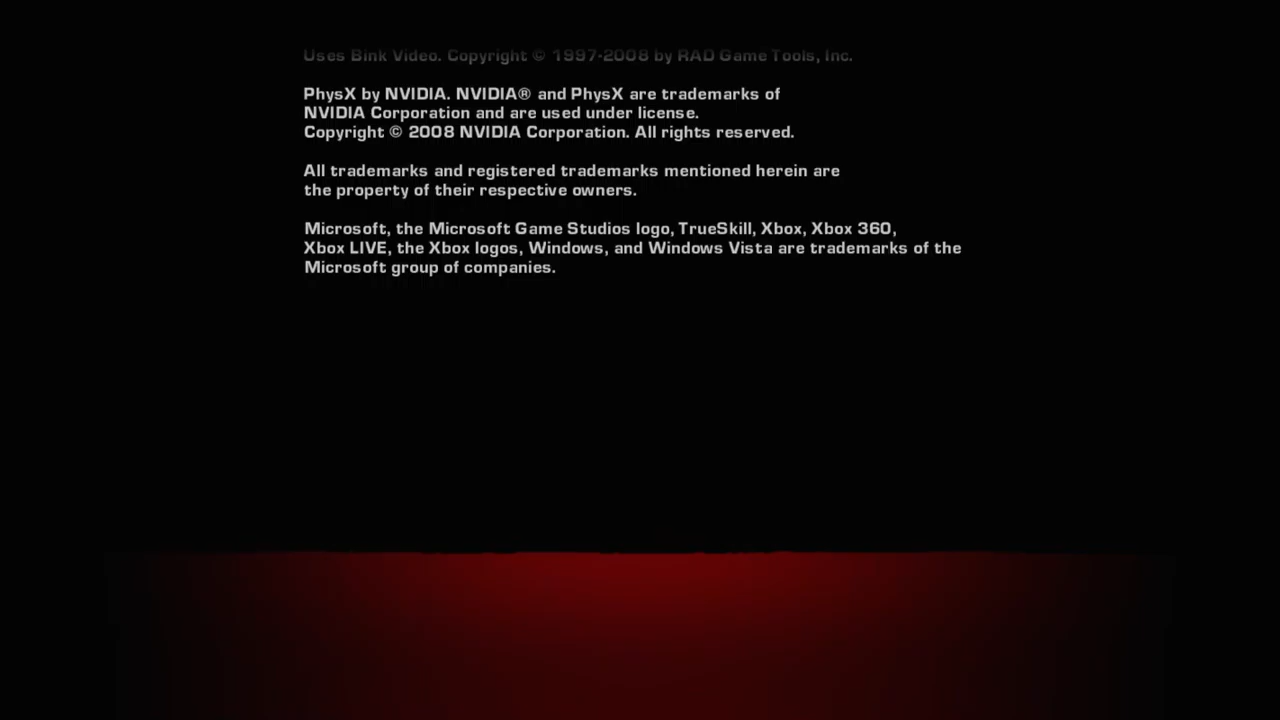 Uses Bink Video. Copyright © 1997-2008 by RAD Game Tools, Inc.
PhysX by NVIDIA. NVIDIA® and PhysX are trademarks of
NVIDIA Corporation and are used under license.
Copyright © 2008 NVIDIA Corporation. All rights reserved.
All trademarks and registered trademarks mentioned herein are
the property of their respective owners.
Microsoft, the Microsoft Game Studios logo, TrueSkill, Xbox, Xbox 360,
Xbox LIVE, the Xbox logos, Windows, and Windows Vista are trademarks of the
Microsoft group of companies.